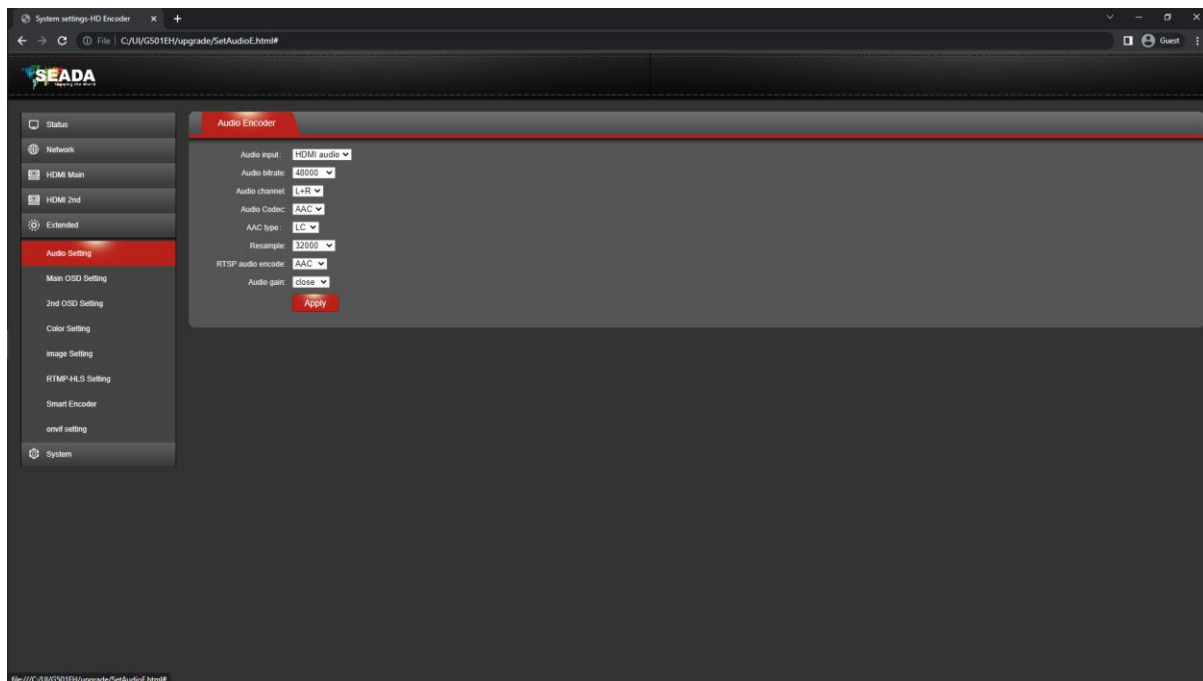 System settings-HD Encoder
File | C:/UI/G501EH/upgrade/SetAudioE.html#
Guest
SEADA
Status
Network
HDMI Main
HDMI 2nd
Extended
Audio Setting
Main OSD Setting
2nd OSD Setting
Color Setting
image Setting
RTMP-HLS Setting
Smart Encoder
onvif setting
System
Audio Encoder
Audio input: HDMI audio
Audio bitrate: 48000
Audio channel: L+R
Audio Codec: AAC
AAC type: LC
Resample: 32000
RTSP audio encode: AAC
Audio gain: close
Apply
file:///C:/UI/G501EH/upgrade/SetAudioE.html#